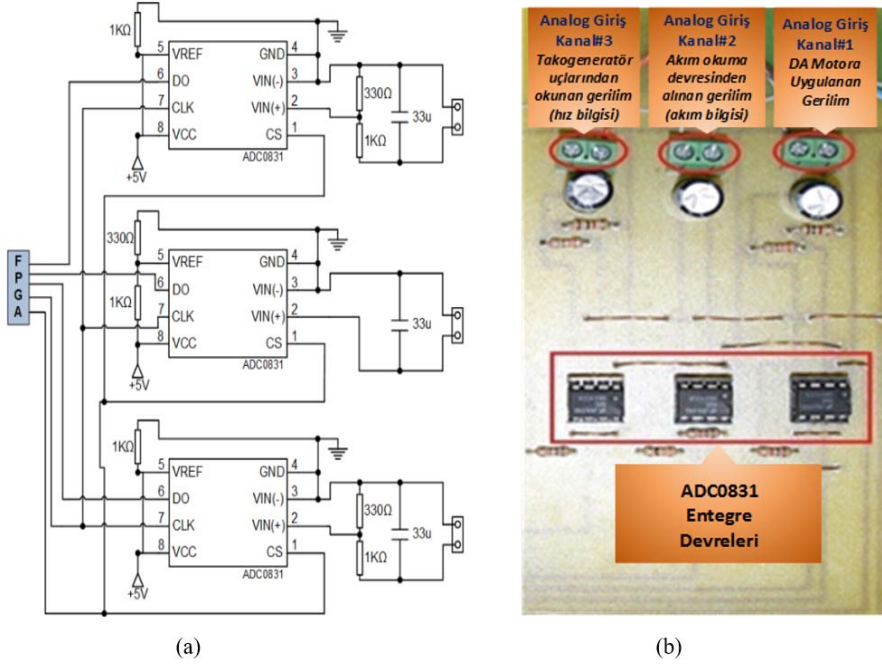 1KΩ
5 VREF
6 DO
7 CLK
8 VCC
GND 4
VIN(-) 3
VIN(+) 2
CS 1
ADC0831
+5V
330Ω
1KΩ
33u
330Ω
1KΩ
5 VREF
6 DO
7 CLK
8 VCC
GND 4
VIN(-) 3
VIN(+) 2
CS 1
ADC0831
+5V
33u
F
P
G
A
1KΩ
5 VREF
6 DO
7 CLK
8 VCC
GND 4
VIN(-) 3
VIN(+) 2
CS 1
ADC0831
+5V
330Ω
1KΩ
33u
(a)
Analog Giriş
Kanal#3
Takogeneratör
uçlarından
okunan gerilim
(hız bilgisi)
Analog Giriş
Kanal#2
Akım okuma
devresinden
alınan gerilim
(akım bilgisi)
Analog Giriş
Kanal#1
DA Motora
Uygulanan
Gerilim
ADC0831
Entegre
Devreleri
(b)